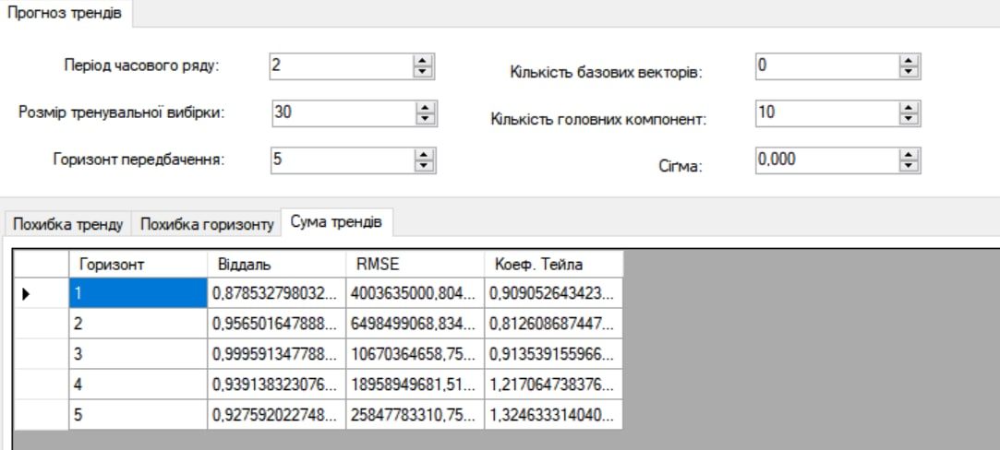 Прогноз трендів
Період часового ряду: 2 Кількість базових векторів: 0
Розмір тренувальної вибірки: 30 Кількість головних компонент: 10
Горизонт передбачення: 5 Сіґма: 0,000
Похибка тренду Похибка горизонту Сума трендів
Горизонт Віддаль RMSE Коеф. Тейла
1 0,878532798032... 4003635000,804... 0,909052643423...
2 0,956501647888... 6498499068,834... 0,812608687447...
3 0,999591347788... 10670364658,75... 0,913539155966...
4 0,939138323076... 18958949681,51... 1,217064738376...
5 0,927592022748... 25847783310,75... 1,324633314040...